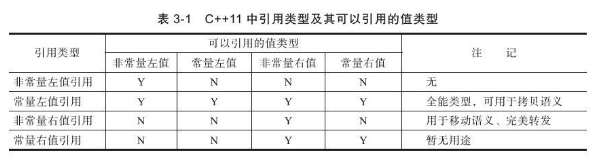 表 3-1 C++11 中引用类型及其可以引用的值类型
引用类型 可以引用的值类型 注 记
非常量左值 常量左值 非常量右值 常量右值
非常量左值引用 Y N N N 无
常量左值引用 Y Y Y Y 全能类型，可用于拷贝语义
非常量右值引用 N N Y N 用于移动语义、完美转发
常量右值引用 N N Y Y 暂无用途